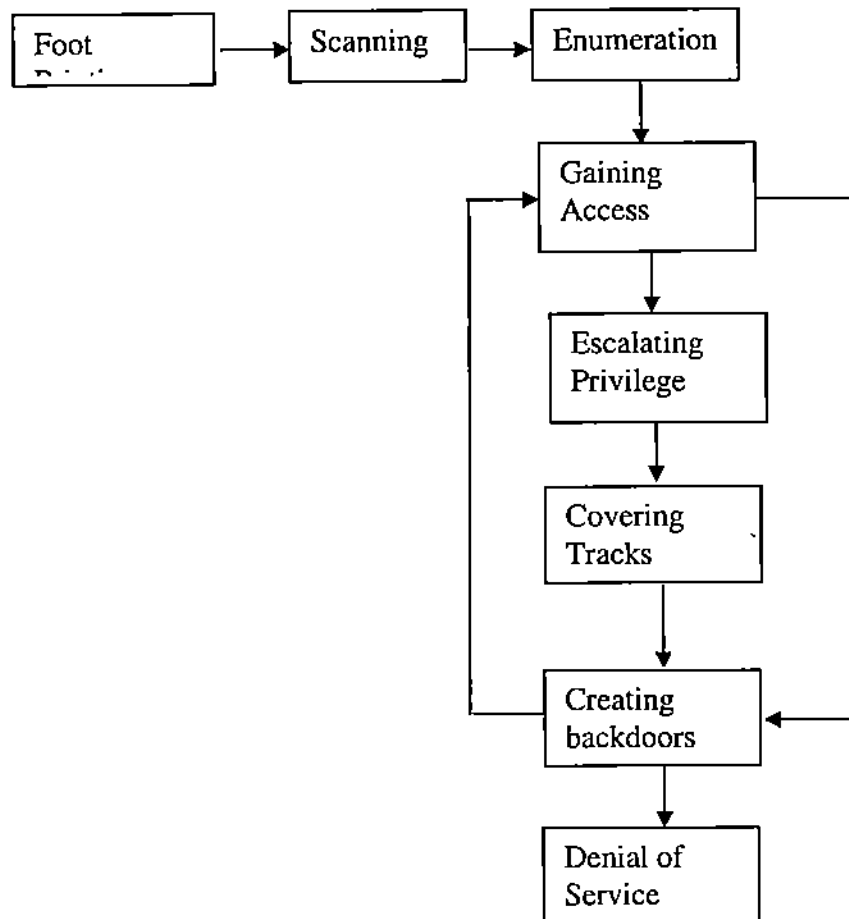 Foot
Scanning
Enumeration
Gaining
Access
Escalating
Privilege
Covering
Tracks
Creating
backdoors
Denial of
Service